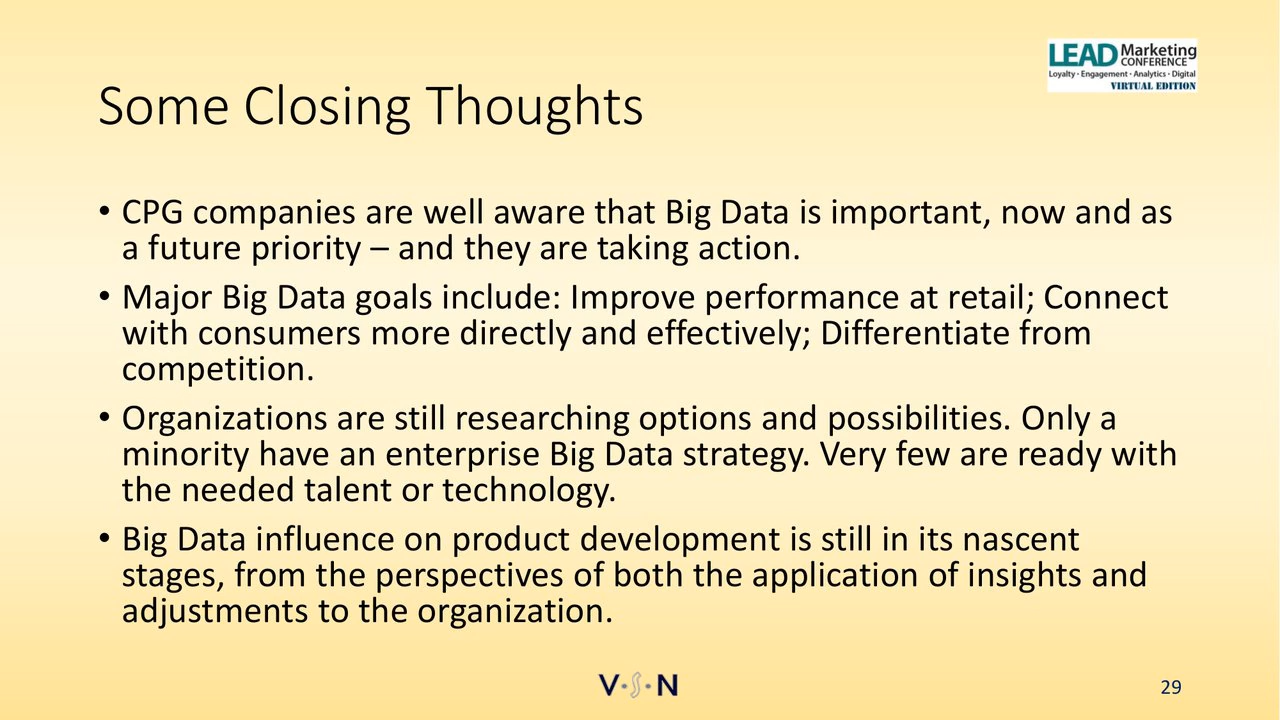 LEAD Marketing
CONFERENCE
Loyalty · Engagement · Analytics · Digital
VIRTUAL EDITION
Some Closing Thoughts
• CPG companies are well aware that Big Data is important, now and as
a future priority – and they are taking action.
• Major Big Data goals include: Improve performance at retail; Connect
with consumers more directly and effectively; Differentiate from
competition.
• Organizations are still researching options and possibilities. Only a
minority have an enterprise Big Data strategy. Very few are ready with
the needed talent or technology.
• Big Data influence on product development is still in its nascent
stages, from the perspectives of both the application of insights and
adjustments to the organization.
V·S·N
29